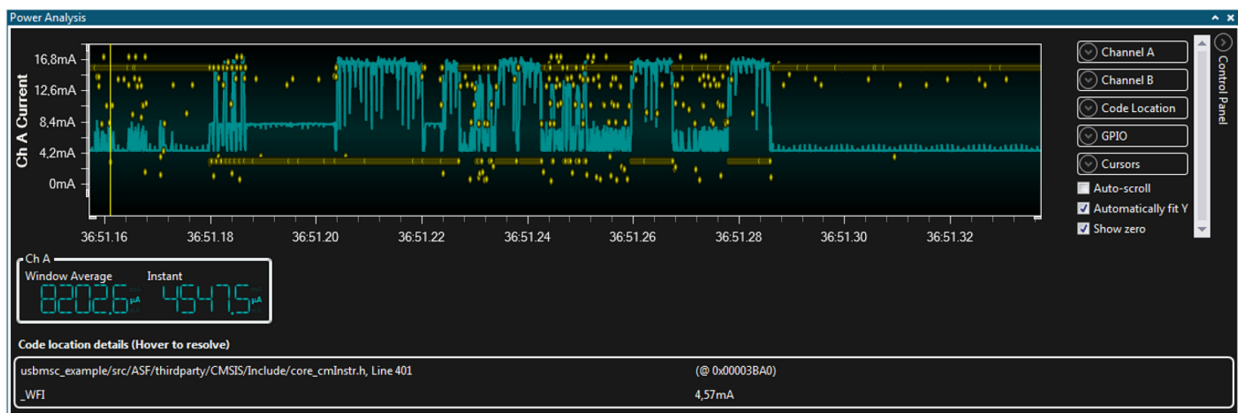 Power Analysis
Ch A Current
16,8mA
12,6mA
8,4mA
4,2mA
0mA
36:51.16 36:51.18 36:51.20 36:51.22 36:51.24 36:51.26 36:51.28 36:51.30 36:51.32
Channel A
Channel B
Code Location
GPIO
Cursors
Auto-scroll
Automatically fit Y
Show zero
Control Panel
Ch A
Window Average Instant
8202.6 µA 4547.5 µA
Code location details (Hover to resolve)
usbmsc_example/src/ASF/thirdparty/CMSIS/Include/core_cmInstr.h, Line 401 (@ 0x00003BA0)
_WFI 4,57mA